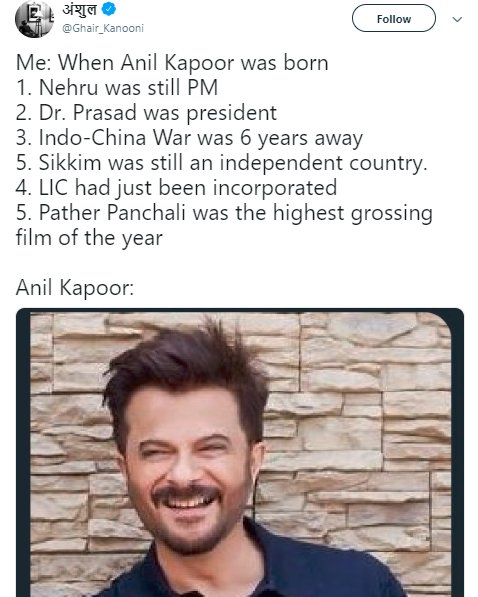 अंशुल
@Ghair_Kanooni
Follow
Me: When Anil Kapoor was born
1. Nehru was still PM
2. Dr. Prasad was president
3. Indo-China War was 6 years away
5. Sikkim was still an independent country.
4. LIC had just been incorporated
5. Pather Panchali was the highest grossing
film of the year
Anil Kapoor: